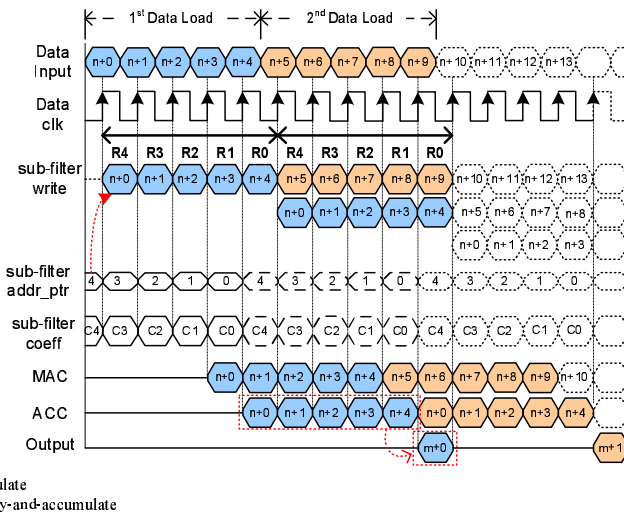 1st Data Load 2nd Data Load
Data Input n+0 n+1 n+2 n+3 n+4 n+5 n+6 n+7 n+8 n+9 n+10 n+11 n+12 n+13
Data clk
R4 R3 R2 R1 R0 R4 R3 R2 R1 R0
sub-filter write n+0 n+1 n+2 n+3 n+4 n+5 n+6 n+7 n+8 n+9 n+10 n+11 n+12 n+13
n+0 n+1 n+2 n+3 n+4 n+5 n+6 n+7 n+8
n+0 n+1 n+2 n+3
sub-filter addr_ptr 4 3 2 1 0 4 3 2 1 0 4 3 2 1 0
sub-filter coeff C4 C3 C2 C1 C0 C4 C3 C2 C1 C0 C4 C3 C2 C1 C0
MAC n+0 n+1 n+2 n+3 n+4 n+5 n+6 n+7 n+8 n+9 n+10
ACC n+0 n+1 n+2 n+3 n+4 n+0 n+1 n+2 n+3 n+4
Output m+0 m+1
ulate
y-and-accumulate